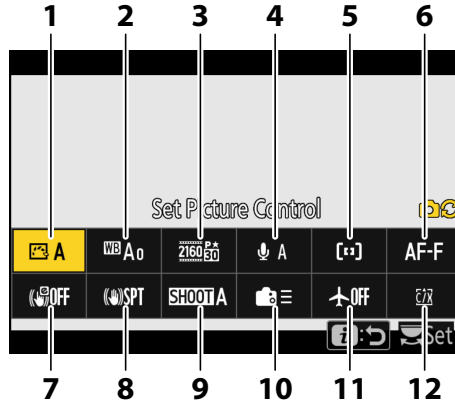 1 2 3 4 5 6
Set Picture Control
A WB A0 2160 P★ 30 A AF-F
OFF SPT SHOOT A OFF
i : Set
7 8 9 10 11 12